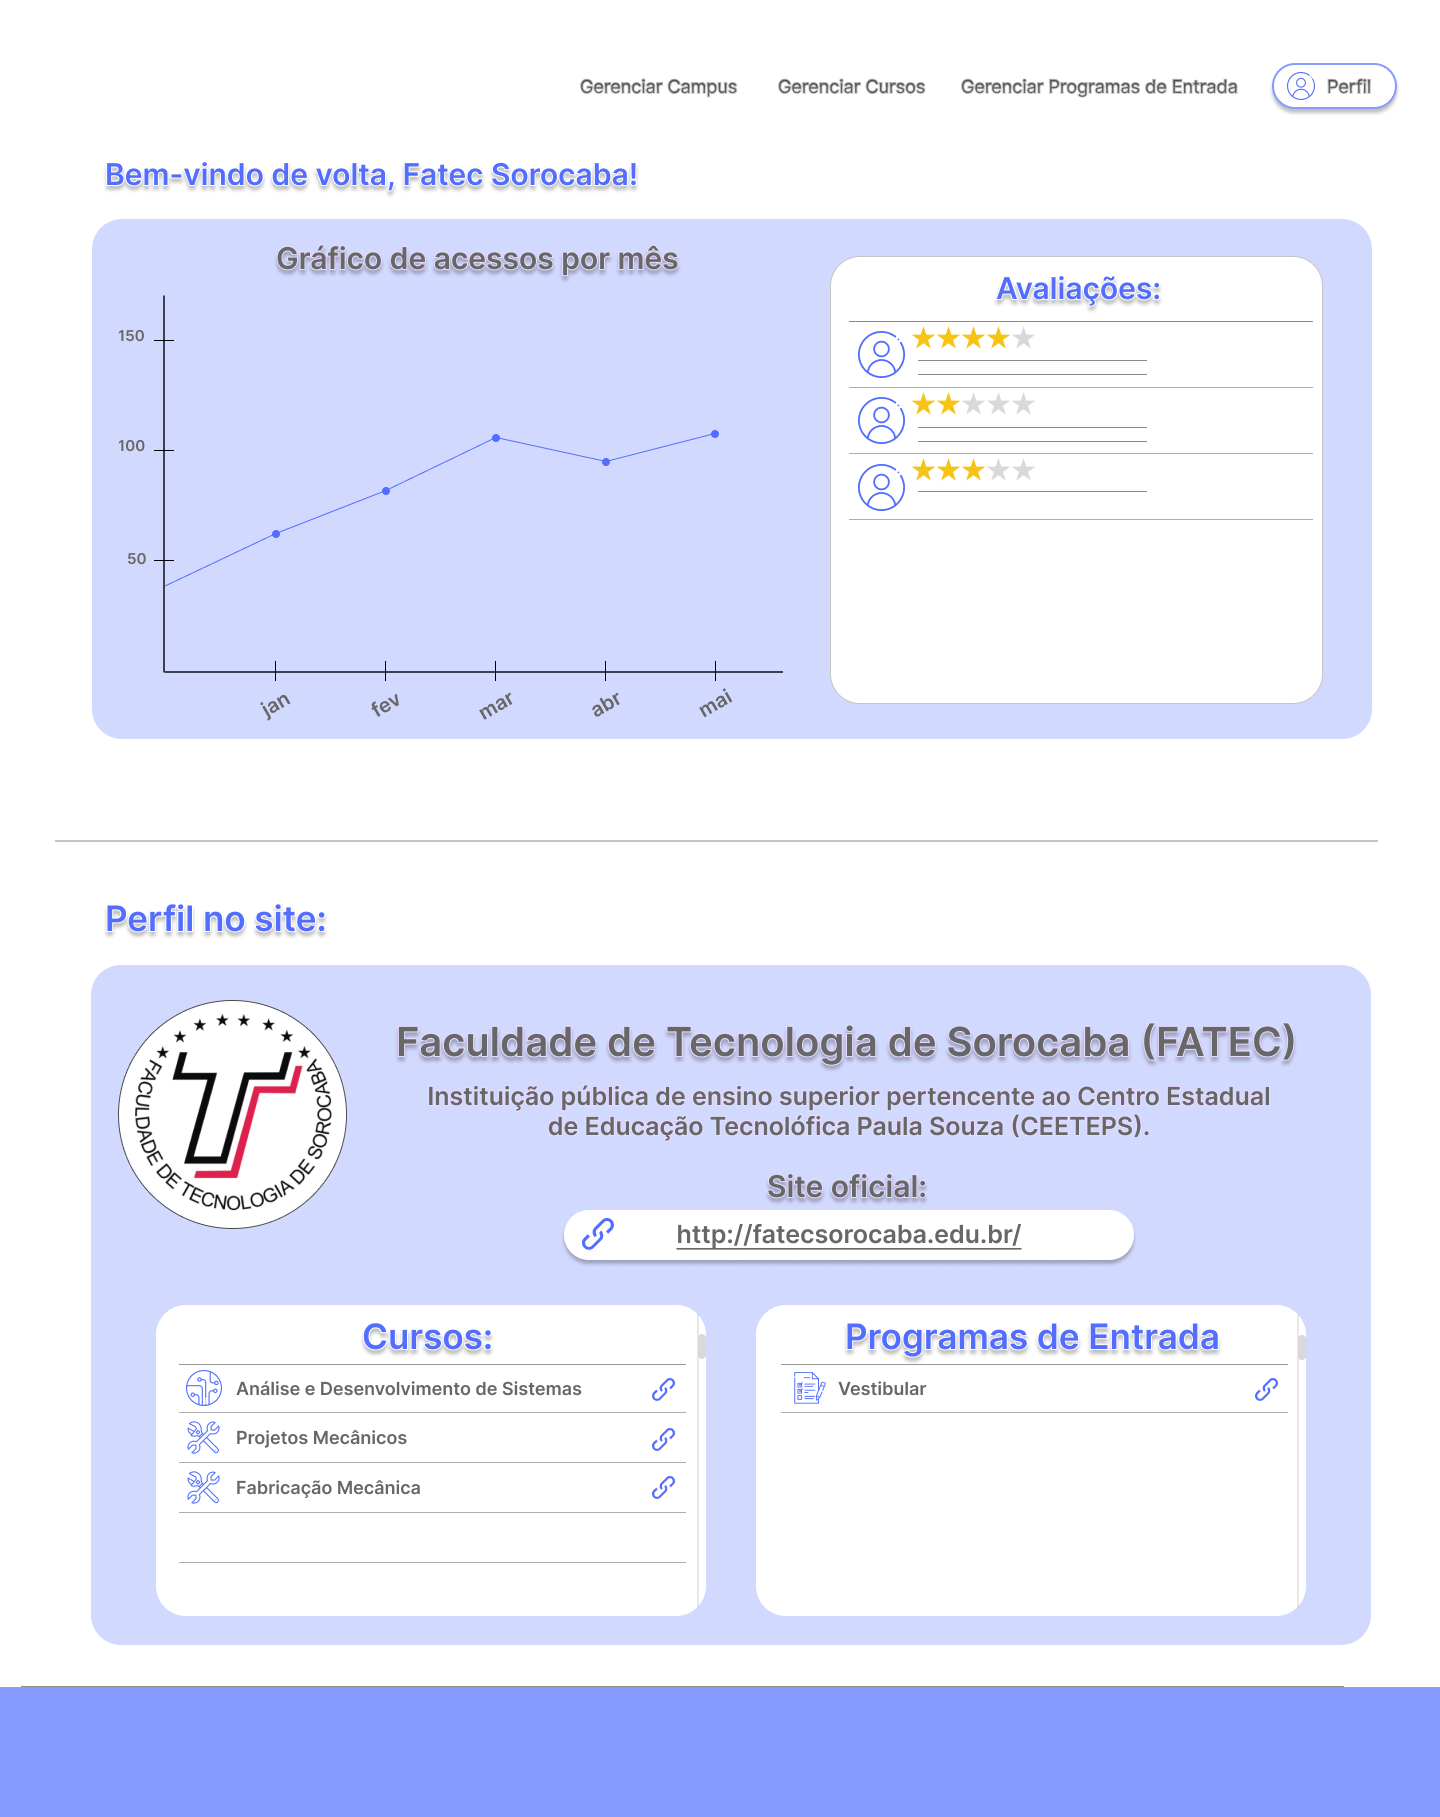 Gerenciar Campus
Gerenciar Cursos
Gerenciar Programas de Entrada
Perfil
Bem-vindo de volta, Fatec Sorocaba!
Gráfico de acessos por mês
150
100
50
jan
fev
mar
abr
mai
Avaliações:
Perfil no site:
FACULDADE DE TECNOLOGIA DE SOROCABA
Faculdade de Tecnologia de Sorocaba (FATEC)
Instituição pública de ensino superior pertencente ao Centro Estadual
de Educação Tecnolófica Paula Souza (CEETEPS).
Site oficial:
http://fatecsorocaba.edu.br/
Cursos:
Análise e Desenvolvimento de Sistemas
Projetos Mecânicos
Fabricação Mecânica
Programas de Entrada
Vestibular